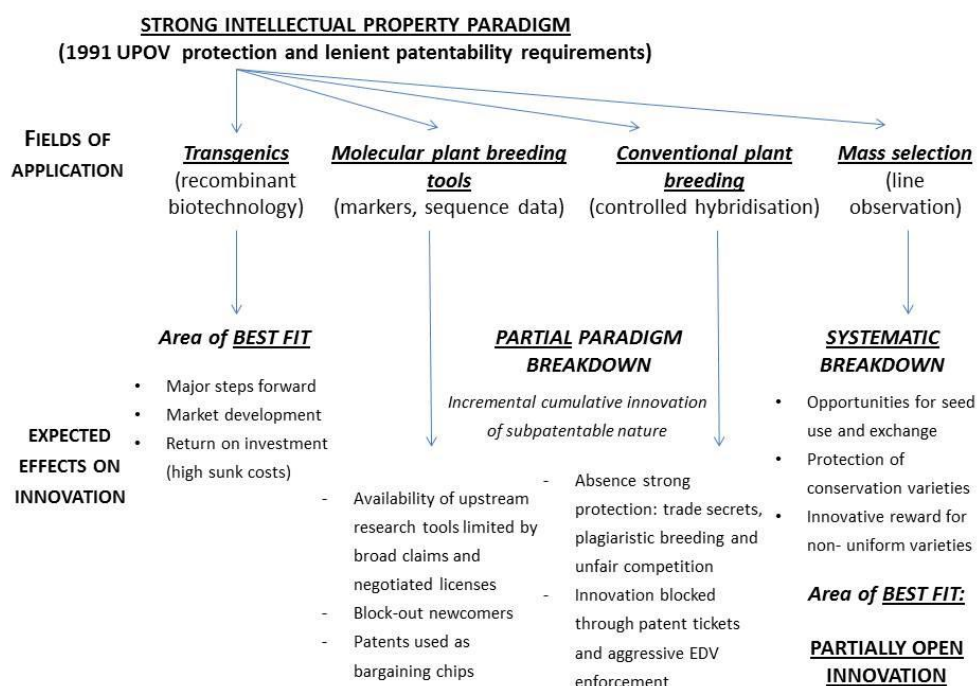 STRONG INTELLECTUAL PROPERTY PARADIGM
(1991 UPOV protection and lenient patentability requirements)
FIELDS OF
APPLICATION
Transgenics
(recombinant
biotechnology)
Molecular plant breeding
tools
(markers, sequence data)
Conventional plant
breeding
(controlled hybridisation)
Mass selection
(line
observation)
EXPECTED
EFFECTS ON
INNOVATION
Area of BEST FIT
• Major steps forward
• Market development
• Return on investment
(high sunk costs)
PARTIAL PARADIGM
BREAKDOWN
Incremental cumulative innovation
of subpatentable nature
- Availability of upstream
research tools limited by
broad claims and
negotiated licenses
- Block-out newcomers
- Patents used as
bargaining chips
- Absence strong
protection: trade secrets,
plagiaristic breeding and
unfair competition
- Innovation blocked
through patent tickets
and aggressive EDV
enforcement
SYSTEMATIC
BREAKDOWN
• Opportunities for seed
use and exchange
• Protection of
conservation varieties
• Innovative reward for
non- uniform varieties
Area of BEST FIT:
PARTIALLY OPEN
INNOVATION